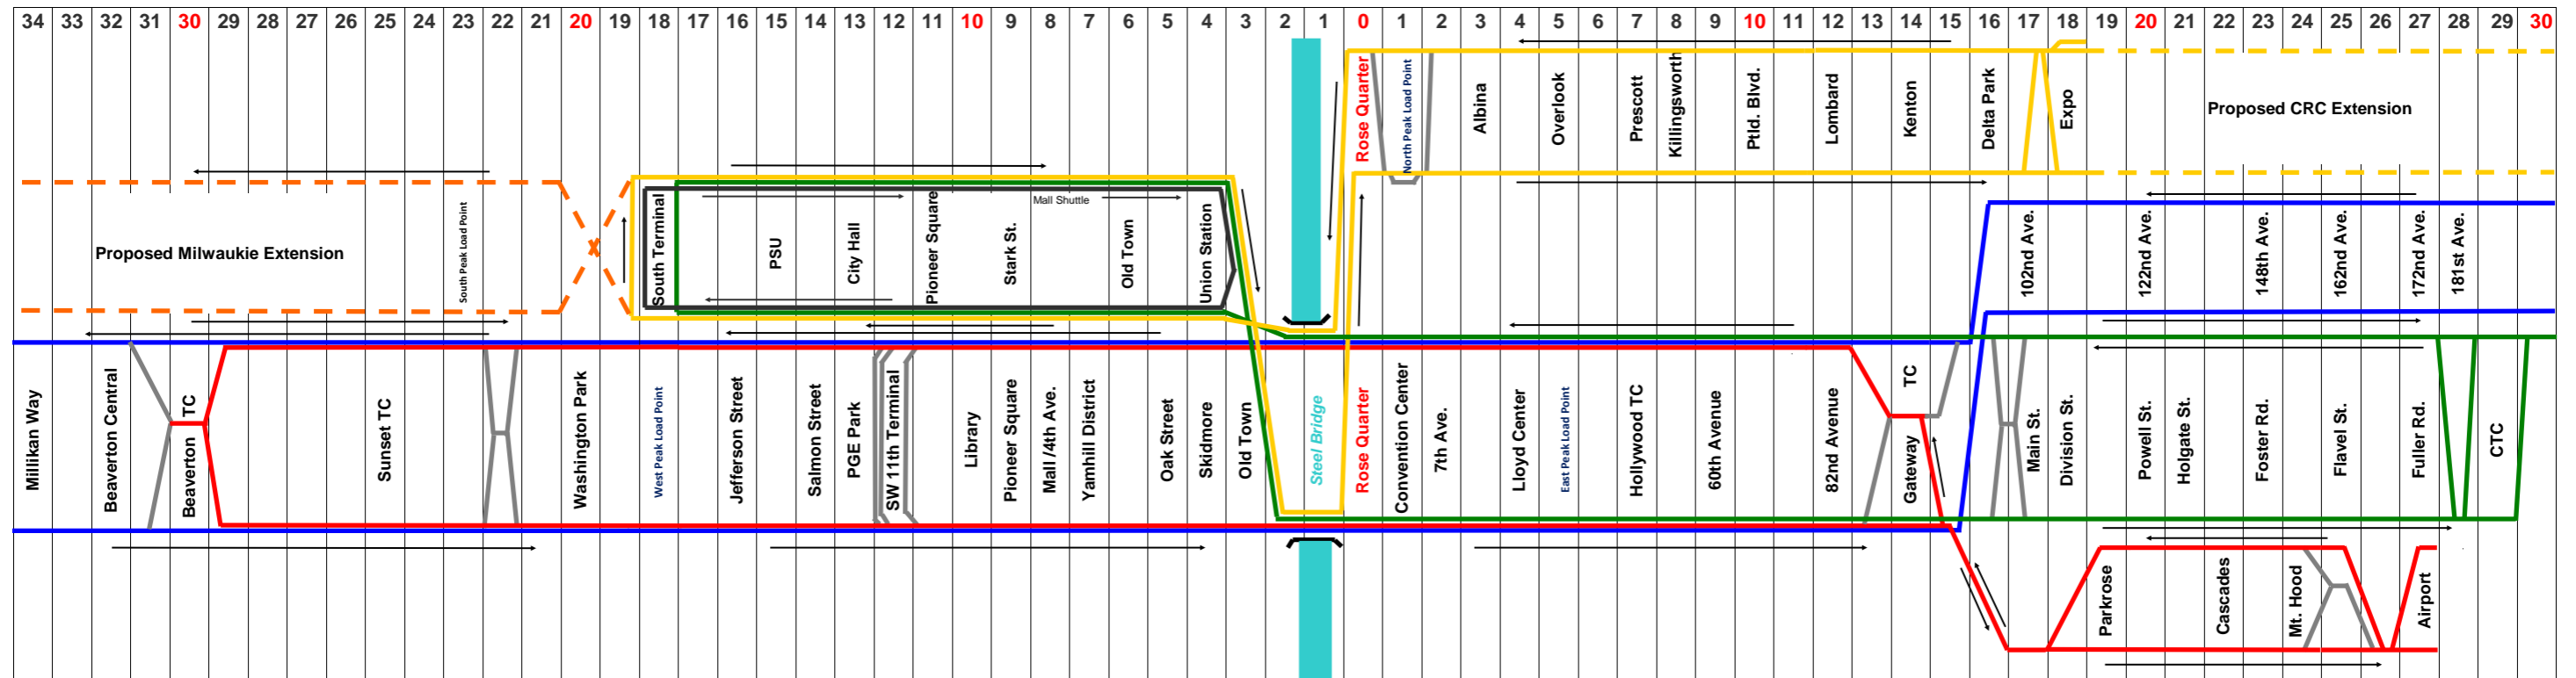 34 33 32 31 30 29 28 27 26 25 24 23 22 21 20 19 18 17 16 15 14 13 12 11 10 9 8 7 6 5 4 3 2 1 0 1 2 3 4 5 6 7 8 9 10 11 12 13 14 15 16 17 18 19 20 21 22 23 24 25 26 27 28 29 30
Rose Quarter
North Peak Load Point
Albina
Overlook
Prescott
Killingsworth
Ptld. Blvd.
Lombard
Kenton
Delta Park
Expo
Proposed CRC Extension
Proposed Milwaukie Extension
South Peak Load Point
South Terminal
PSU
City Hall
Pioneer Square
Stark St.
Mall Shuttle
Old Town
Union Station
102nd Ave.
122nd Ave.
148th Ave.
162nd Ave.
172nd Ave.
181st Ave.
Millikan Way
Beaverton Central
Beaverton TC
Sunset TC
Washington Park
West Peak Load Point
Jefferson Street
Salmon Street
PGE Park
SW 11th Terminal
Library
Pioneer Square
Mall /4th Ave.
Yamhill District
Oak Street
Skidmore
Old Town
Steel Bridge
Rose Quarter
Convention Center
7th Ave.
Lloyd Center
East Peak Load Point
Hollywood TC
60th Avenue
82nd Avenue
Gateway TC
Main St.
Division St.
Powell St.
Holgate St.
Foster Rd.
Flavel St.
Fuller Rd.
CTC
Parkrose
Cascades
Mt. Hood
Airport